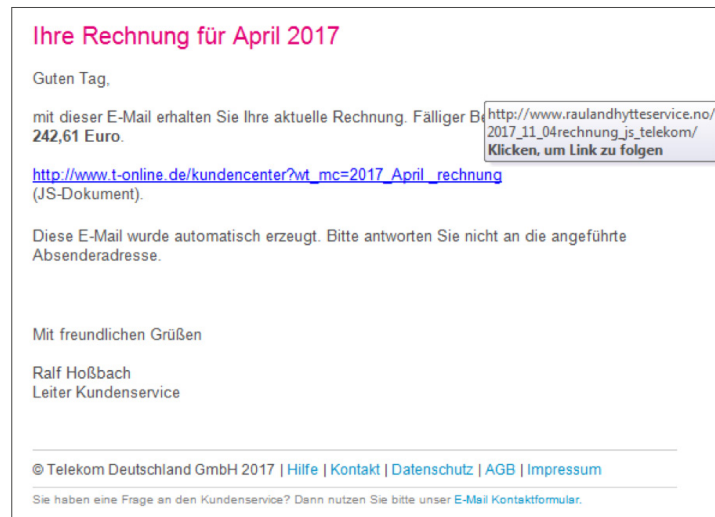 Ihre Rechnung für April 2017
Guten Tag,
mit dieser E-Mail erhalten Sie Ihre aktuelle Rechnung. Fälliger
242,61 Euro.
http://www.raulandhytteservice.no/
2017_11_04rechnung_js_telekom/
Klicken, um Link zu folgen
http://www.t-online.de/kundencenter?wt_mc=2017_April _rechnung
(JS-Dokument).
Diese E-Mail wurde automatisch erzeugt. Bitte antworten Sie nicht an die angeführte
Absenderadresse.
Mit freundlichen Grüßen
Ralf Hoßbach
Leiter Kundenservice
© Telekom Deutschland GmbH 2017 | Hilfe | Kontakt | Datenschutz | AGB | Impressum
Sie haben eine Frage an den Kundenservice? Dann nutzen Sie bitte unser E-Mail Kontaktformular.